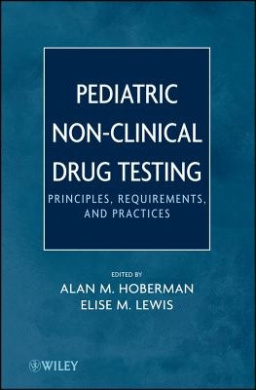 PEDIATRIC
NON-CLINICAL
DRUG TESTING
PRINCIPLES, REQUIREMENTS,
AND PRACTICES
EDITED BY
ALAN M. HOBERMAN
ELISE M. LEWIS
WILEY